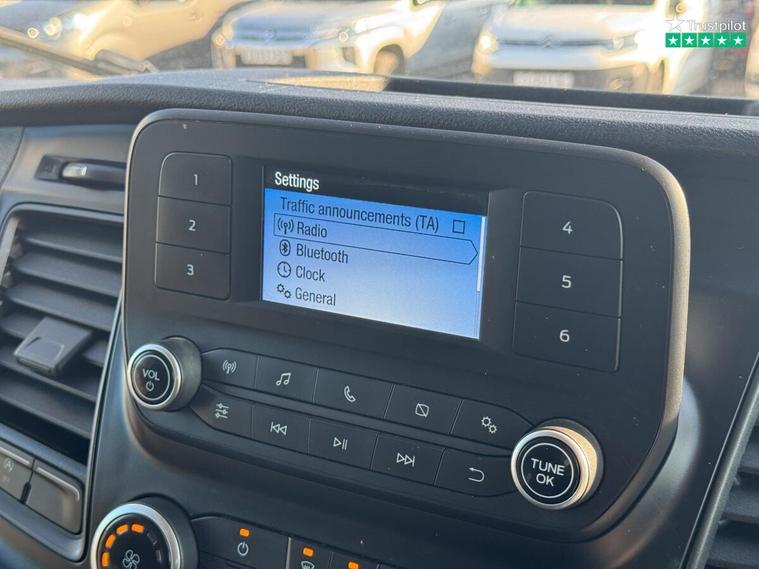 Trustpilot
Settings
Traffic announcements (TA)
Radio
Bluetooth
Clock
General
1
2
3
4
5
6
VOL
TUNE
OK